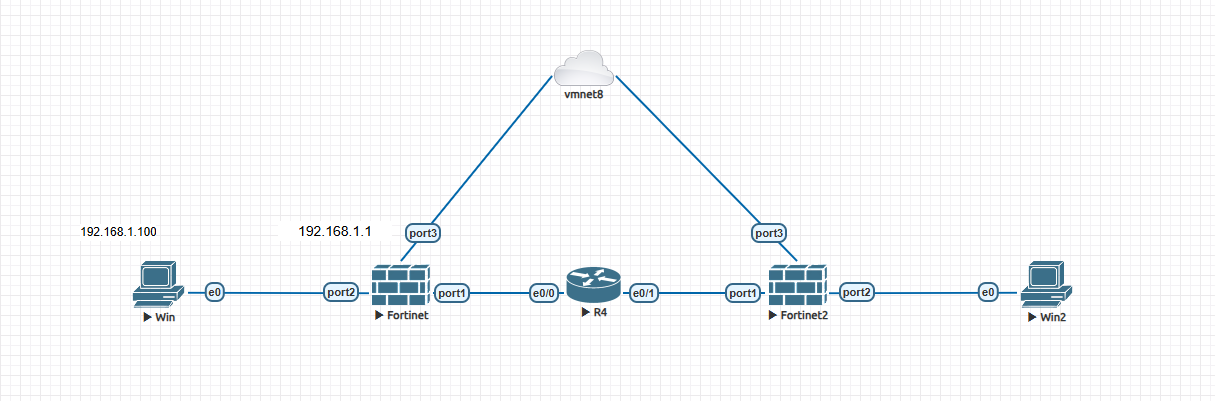 vmnet8
192.168.1.100
192.168.1.1
port3
port3
e0
port2
port1
e0/0
e0/1
port1
port2
e0
Win
Fortinet
R4
Fortinet2
Win2